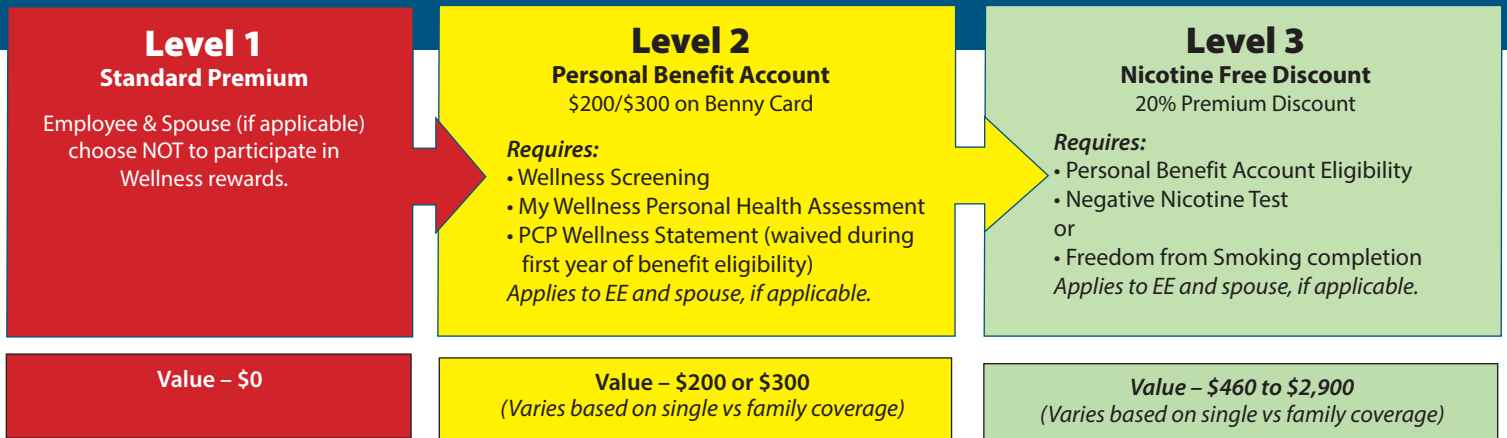 Level 1
Standard Premium
Employee & Spouse (if applicable)
choose NOT to participate in
Wellness rewards.
Value – $0
Level 2
Personal Benefit Account
$200/$300 on Benny Card
Requires:
• Wellness Screening
• My Wellness Personal Health Assessment
• PCP Wellness Statement (waived during
first year of benefit eligibility)
Applies to EE and spouse, if applicable.
Value – $200 or $300
(Varies based on single vs family coverage)
Level 3
Nicotine Free Discount
20% Premium Discount
Requires:
• Personal Benefit Account Eligibility
• Negative Nicotine Test
or
• Freedom from Smoking completion
Applies to EE and spouse, if applicable.
Value – $460 to $2,900
(Varies based on single vs family coverage)